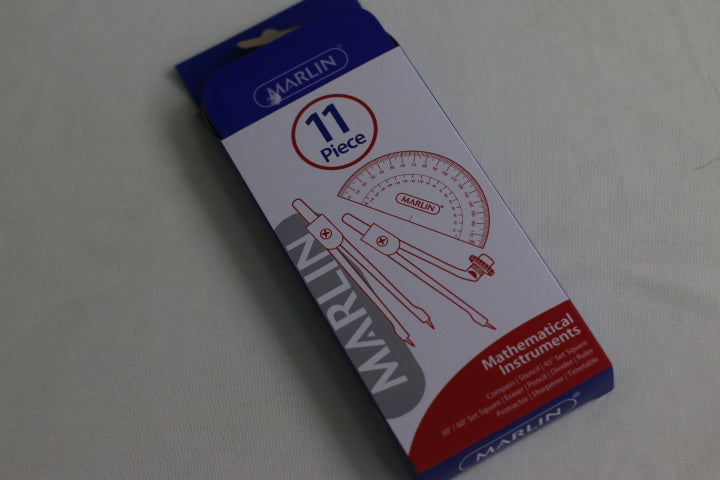 MARLIN
11
Piece
MARLIN
MARLIN
Mathematical
Instruments
Compass | Stencil | 45° Set Square
30° / 60° Set Square | Eraser | Pencil | Divider | Ruler
Protractor | Sharpener | Timetable
MARLIN